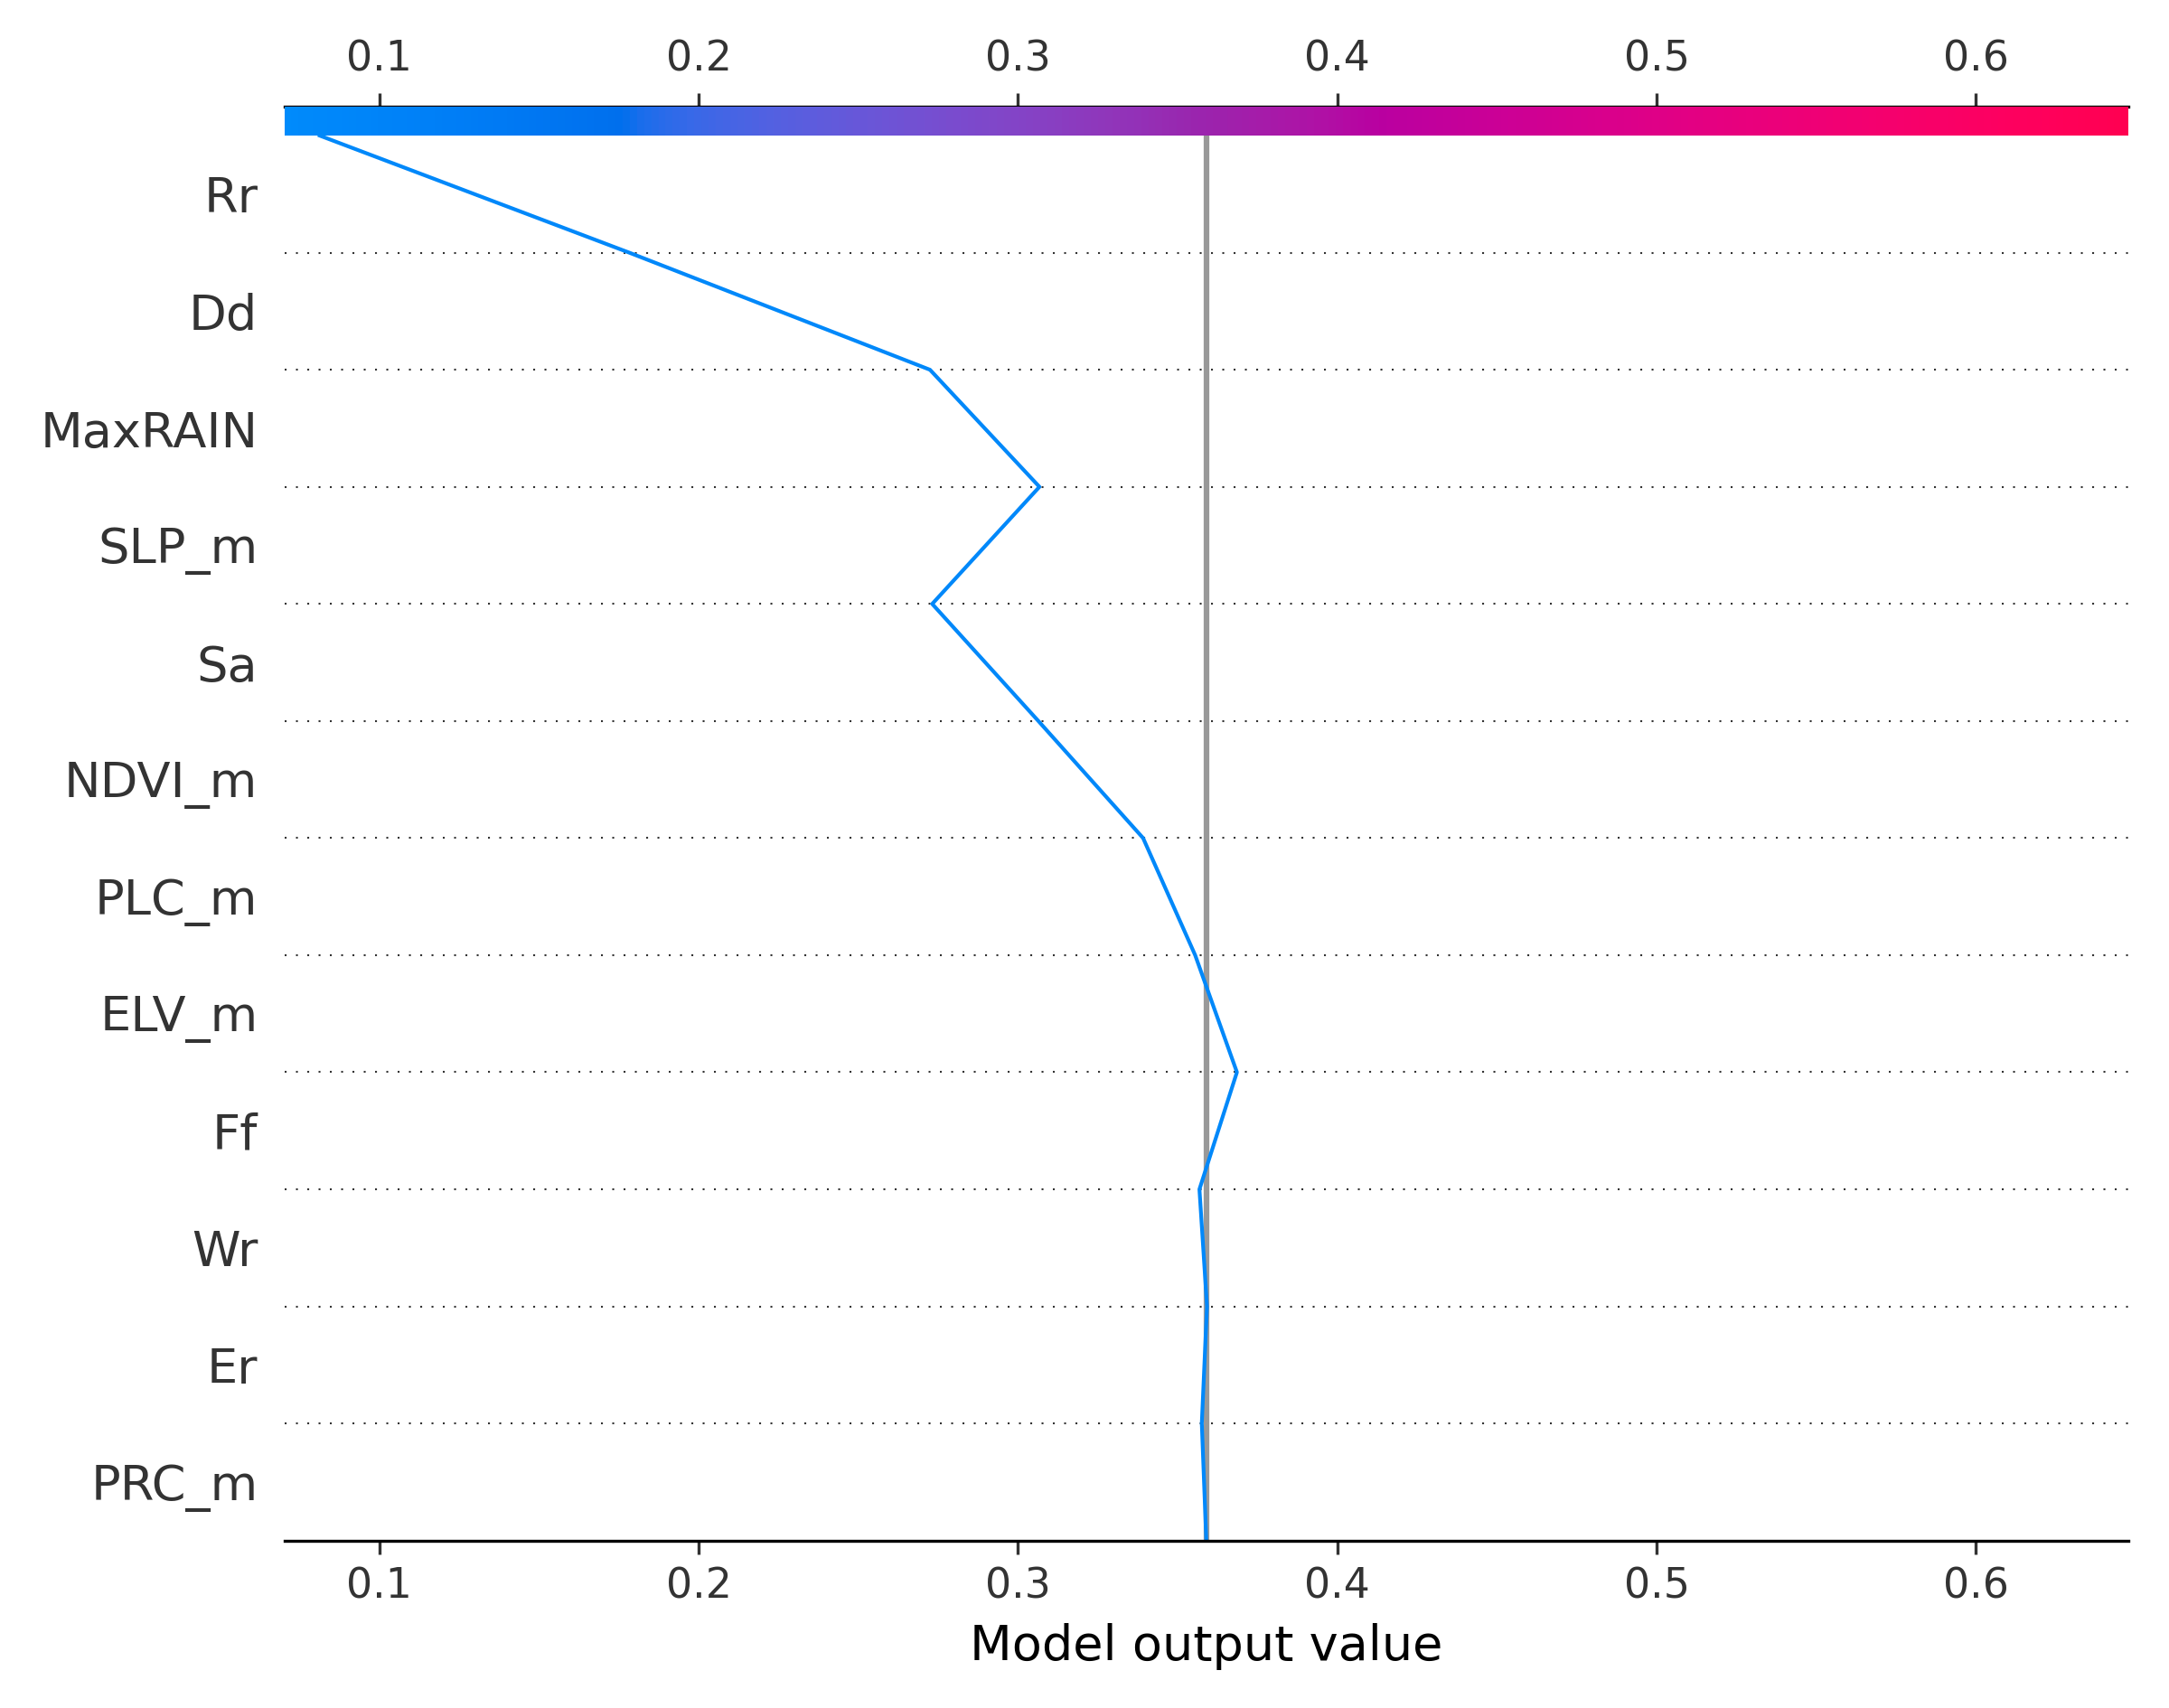 0.1 0.2 0.3 0.4 0.5 0.6
Rr
Dd
MaxRAIN
SLP_m
Sa
NDVI_m
PLC_m
ELV_m
Ff
Wr
Er
PRC_m
0.1 0.2 0.3 0.4 0.5 0.6
Model output value